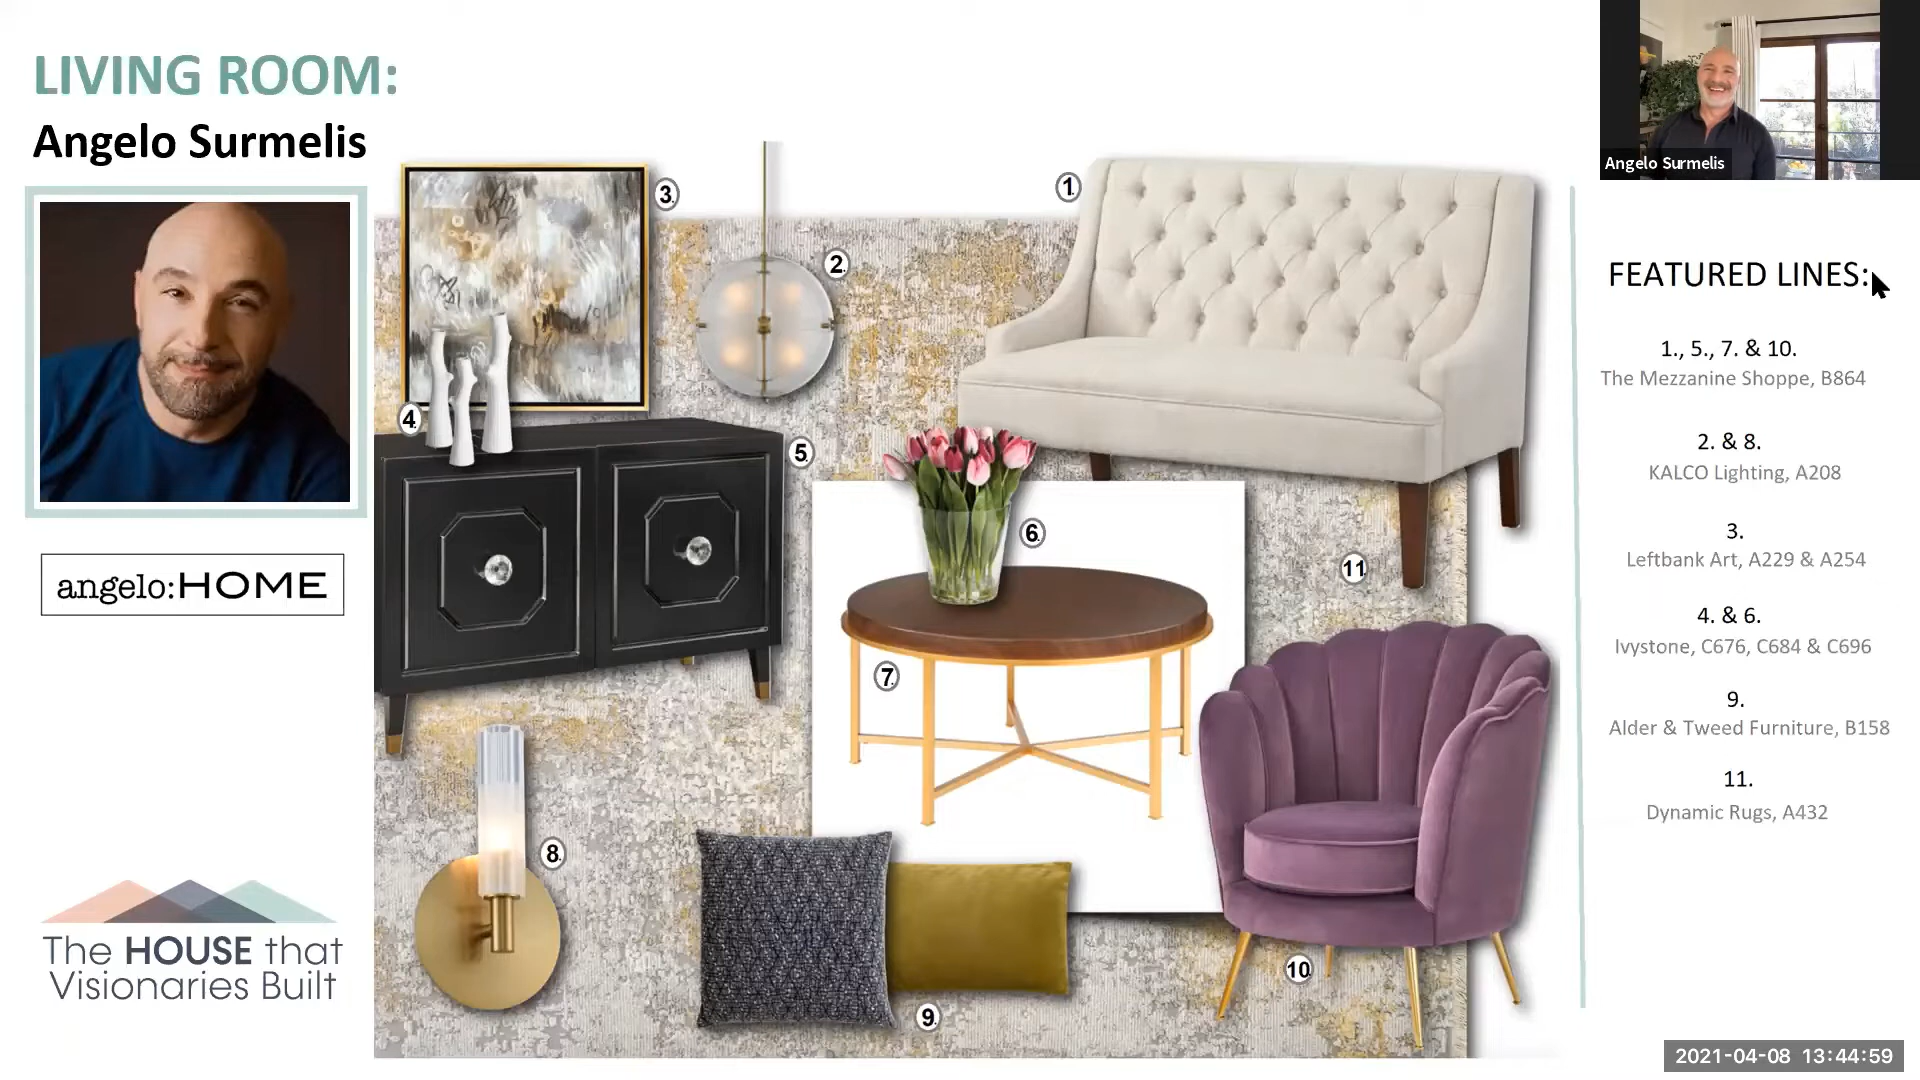 LIVING ROOM:
Angelo Surmelis
angelo:HOME
The HOUSE that
Visionaries Built
3.
2.
1.
4.
5.
6.
11.
7.
8.
9.
10.
Angelo Surmelis
FEATURED LINES:
1., 5., 7. & 10.
The Mezzanine Shoppe, B864
2. & 8.
KALCO Lighting, A208
3.
Leftbank Art, A229 & A254
4. & 6.
Ivystone, C676, C684 & C696
9.
Alder & Tweed Furniture, B158
11.
Dynamic Rugs, A432
2021-04-08 13:44:59